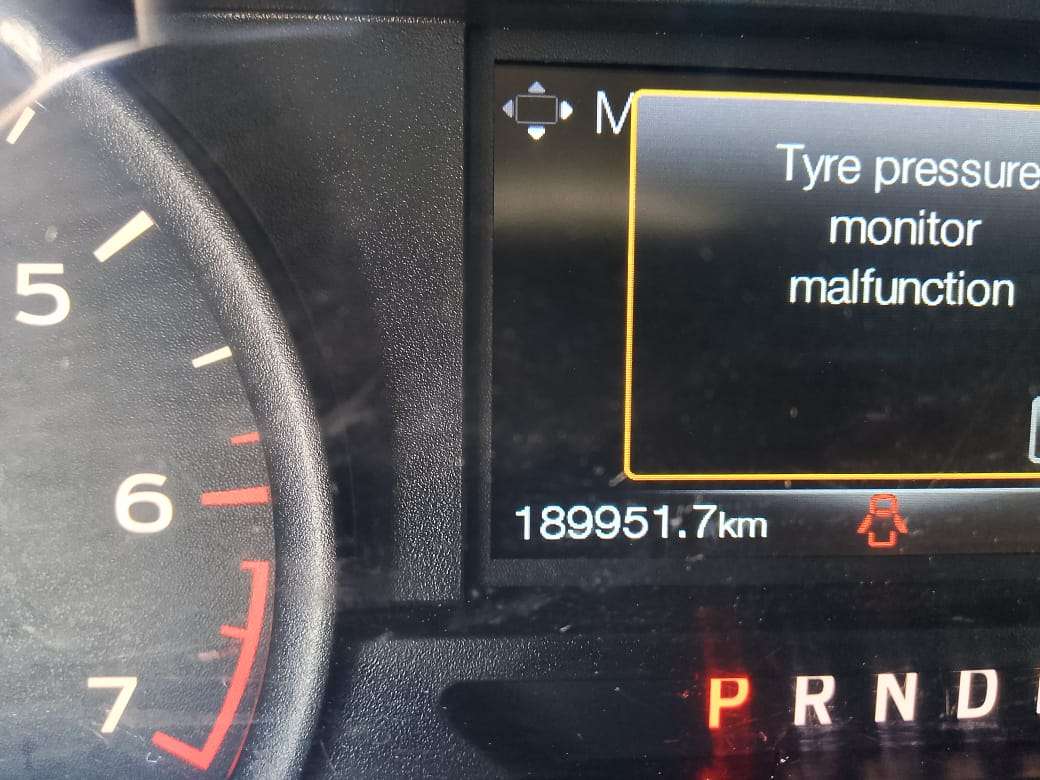 M
Tyre pressure
monitor
malfunction
5
6
7
189951.7km
P R N D